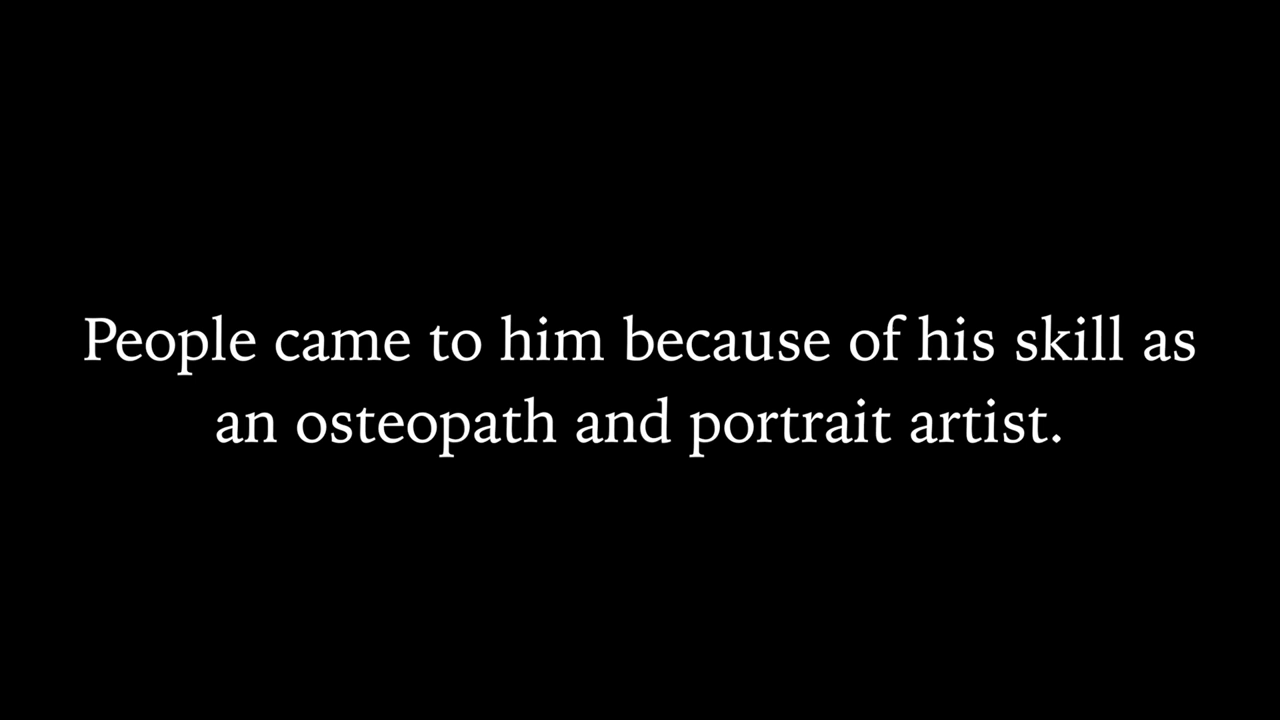 People came to him because of his skill as
an osteopath and portrait artist.